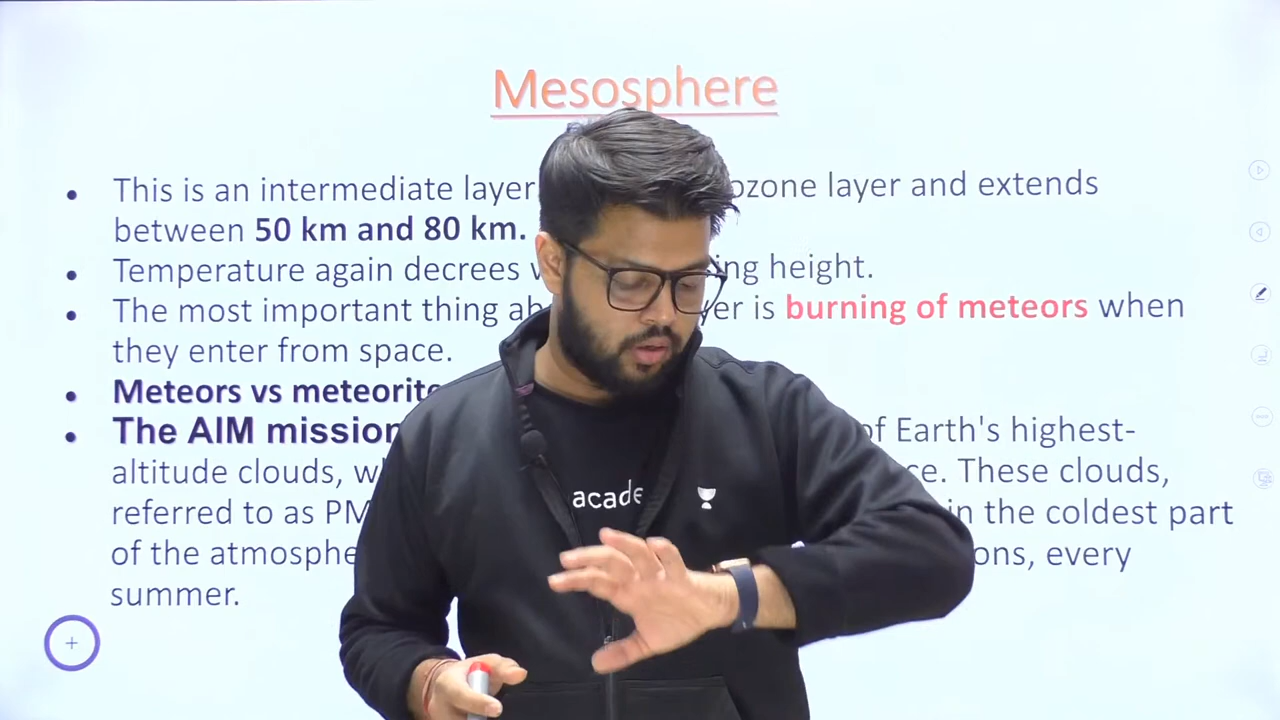 Mesosphere
This is an intermediate layer ozone layer and extends
between 50 km and 80 km.
Temperature again decrees ing height.
The most important thing er is burning of meteors when
they enter from space.
Meteors vs meteorite
The AIM mission of Earth's highest-
altitude clouds, These clouds,
referred to as PM in the coldest part
of the atmosphe ons, every
summer.
acade